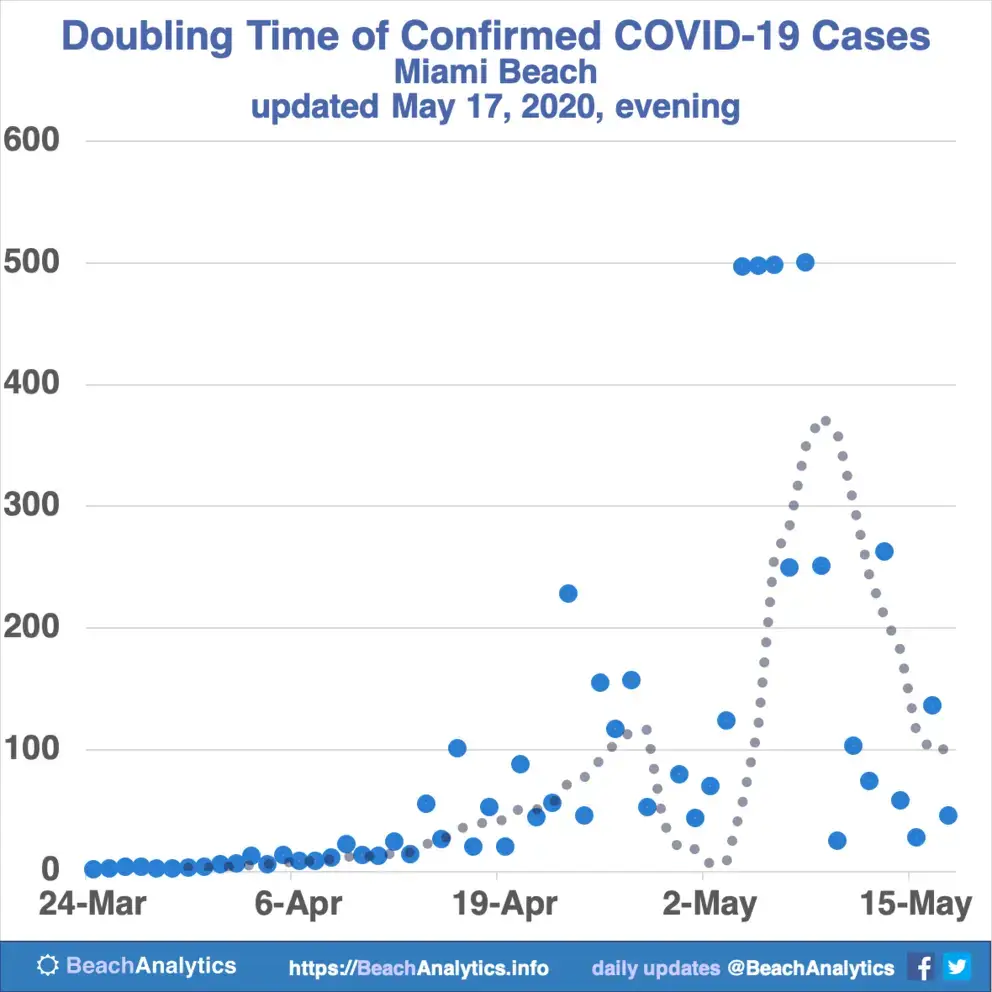 Doubling Time of Confirmed COVID-19 Cases
Miami Beach
updated May 17, 2020, evening
600
500
400
300
200
100
0
24-Mar 6-Apr 19-Apr 2-May 15-May
BeachAnalytics https://BeachAnalytics.info daily updates @BeachAnalytics